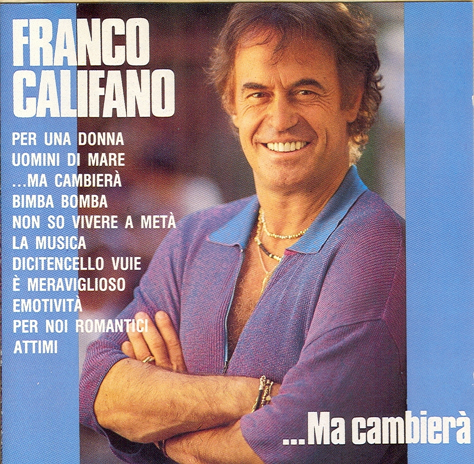 FRANCO
CALIFANO
PER UNA DONNA
UOMINI DI MARE
...MA CAMBIERÀ
BIMBA BOMBA
NON SO VIVERE A METÀ
LA MUSICA
DICITENCELLO VUIE
È MERAVIGLIOSO
EMOTIVITÀ
PER NOI ROMANTICI
ATTIMI
...Ma cambierà